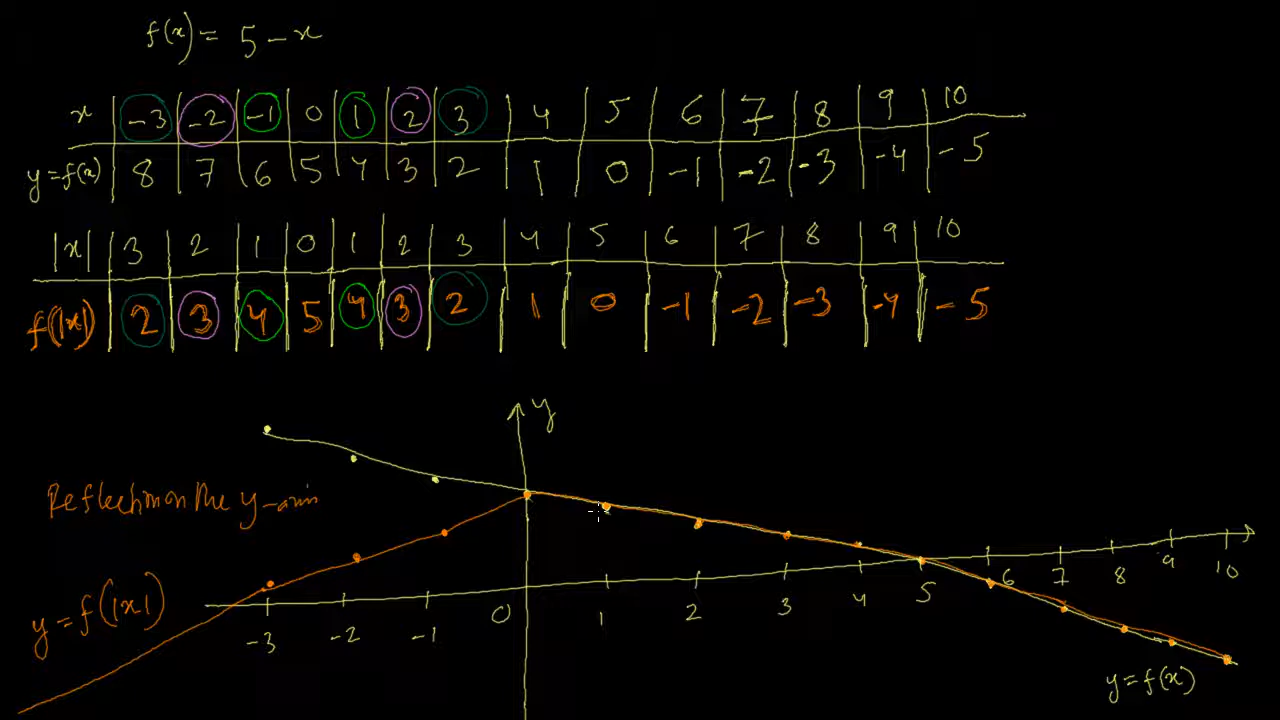 f(x) = 5 - x
x | -3 | -2 | -1 | 0 | 1 | 2 | 3 | 4 | 5 | 6 | 7 | 8 | 9 | 10
y=f(x) | 8 | 7 | 6 | 5 | 4 | 3 | 2 | 1 | 0 | -1 | -2 | -3 | -4 | -5
|x| | 3 | 2 | 1 | 0 | 1 | 2 | 3 | 4 | 5 | 6 | 7 | 8 | 9 | 10
f(|x|) | 2 | 3 | 4 | 5 | 4 | 3 | 2 | 1 | 0 | -1 | -2 | -3 | -4 | -5
y
Reflection on the y-axis
y = f(|x|)
-3 -2 -1 0 1 2 3 4 5 6 7 8 9 10
y = f(x)